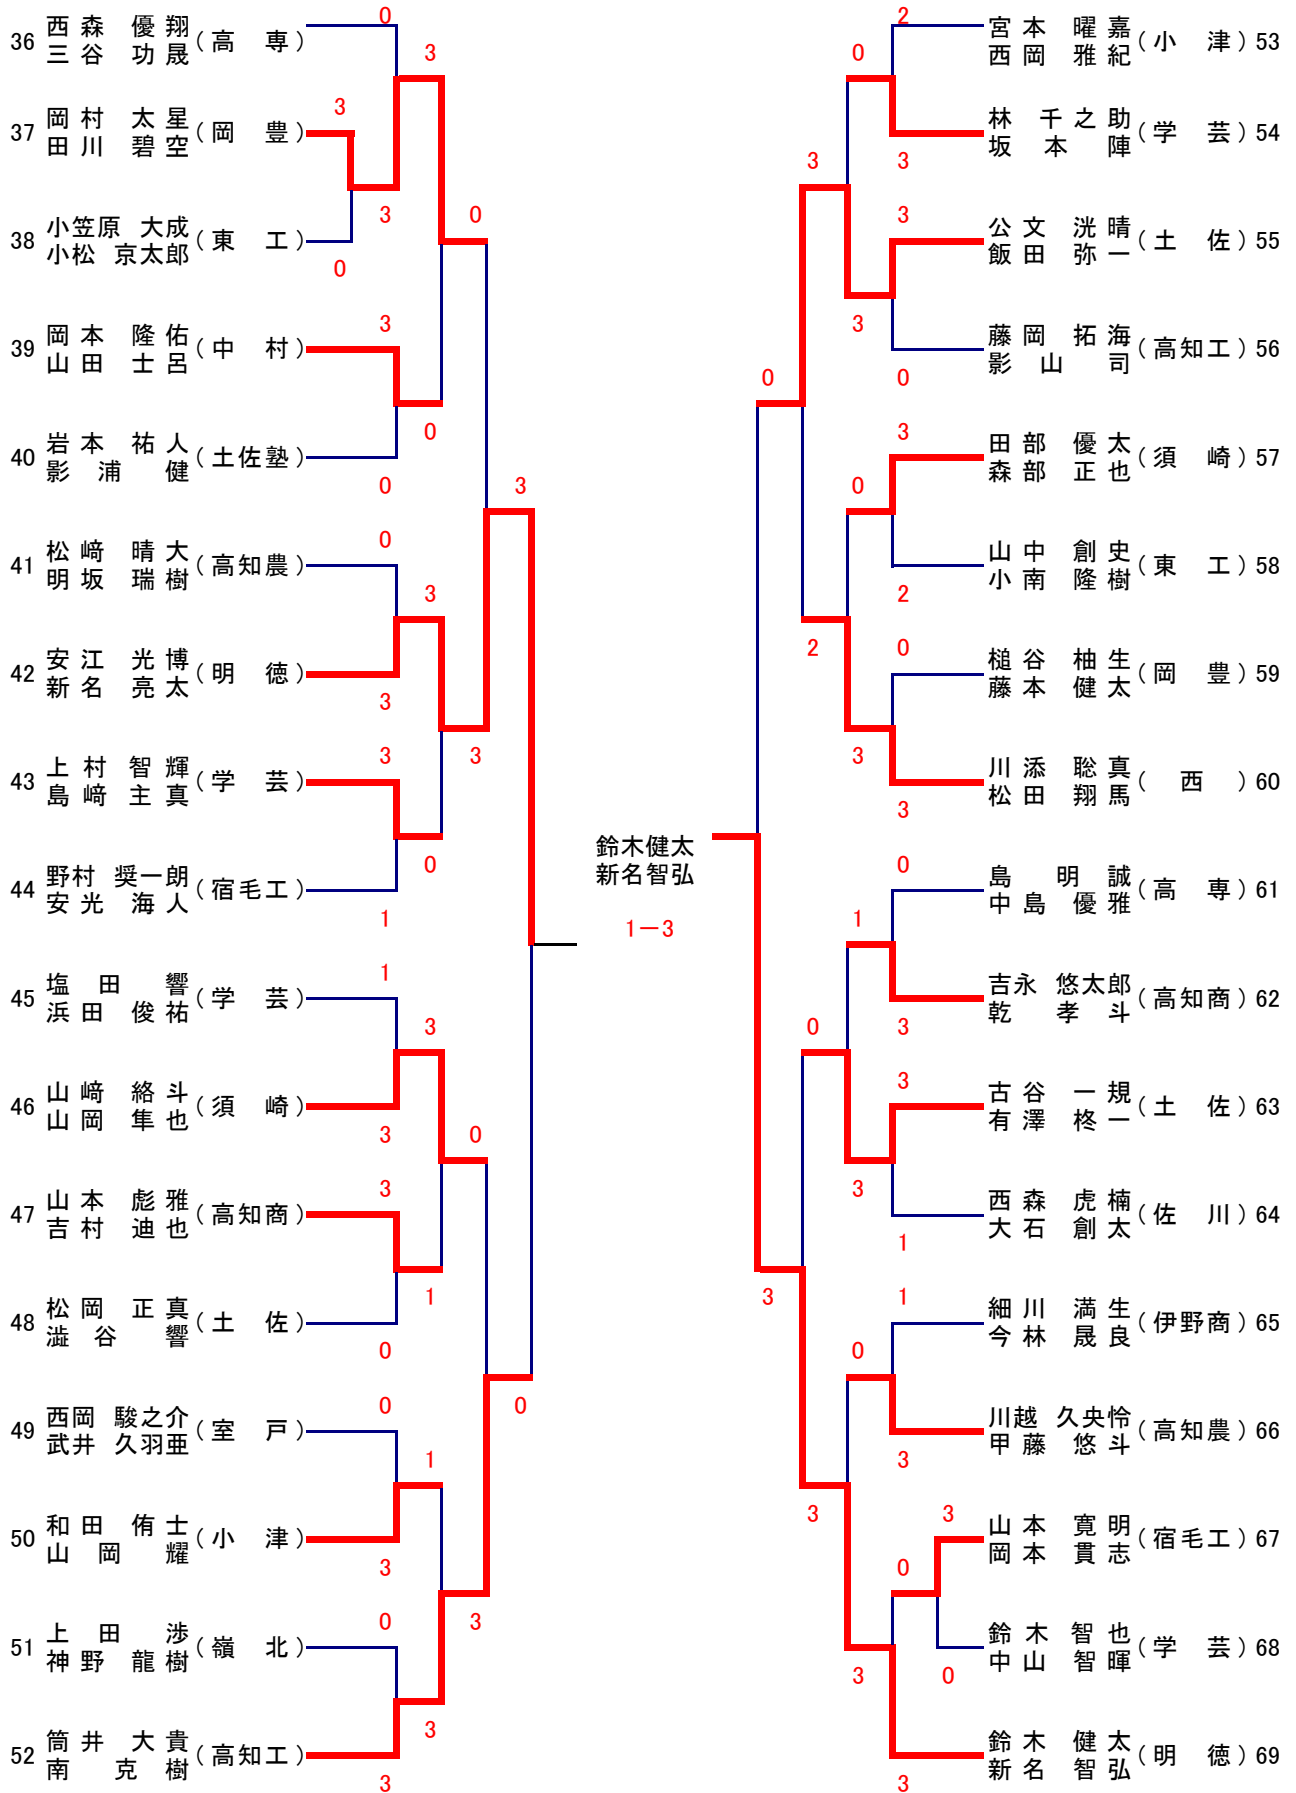 36 西森 優翔 (高専)
三谷 功晟
0
3
37 岡村 太星 (岡豊)
田川 碧空
3
3
38 小笠原 大成 (東工)
小松 京太郎
0
0
39 岡本 隆佑 (中村)
山田 士呂
3
0
40 岩本 祐人 (土佐塾)
影浦 健
0
3
41 松﨑 晴大 (高知農)
明坂 瑞樹
0
3
42 安江 光博 (明徳)
新名 亮太
3
43 上村 智輝 (学芸)
島﨑 主真
3
3
0
44 野村 奨一朗 (宿毛工)
安光 海人
1
45 塩田 響 (学芸)
浜田 俊祐
1
3
46 山﨑 絡斗 (須崎)
山岡 隼也
3
0
47 山本 彪雅 (高知商)
吉村 迪也
3
1
48 松岡 正真 (土佐)
澁谷 響
0
0
49 西岡 駿之介 (室戸)
武井 久羽亜
0
1
50 和田 侑士 (小津)
山岡 耀
3
51 上田 渉 (嶺北)
神野 龍樹
0
3
3
52 筒井 大貴 (高知工)
南 克樹
3
鈴木健太
新名智弘
1－3
宮本 曜嘉 (小津) 53
西岡 雅紀
2
0
林 千之助 (学芸) 54
坂本 陣
3
3
公文 洸晴 (土佐) 55
飯田 弥一
3
3
藤岡 拓海 (高知工) 56
影山 司
0
0
田部 優太 (須崎) 57
森部 正也
3
0
山中 創史 (東工) 58
小南 隆樹
2
2
槌谷 柚生 (岡豊) 59
藤本 健太
0
3
川添 聡真 (西) 60
松田 翔馬
3
島 明誠 (高専) 61
中島 優雅
0
1
吉永 悠太郎 (高知商) 62
乾 孝斗
3
0
古谷 一規 (土佐) 63
有澤 柊一
3
3
西森 虎楠 (佐川) 64
大石 創太
1
3
細川 満生 (伊野商) 65
今林 晟良
1
0
川越 久央怜 (高知農) 66
甲藤 悠斗
3
3
山本 寛明 (宿毛工) 67
岡本 貫志
3
0
鈴木 智也 (学芸) 68
中山 智暉
0
3
鈴木 健太 (明徳) 69
新名 智弘
3